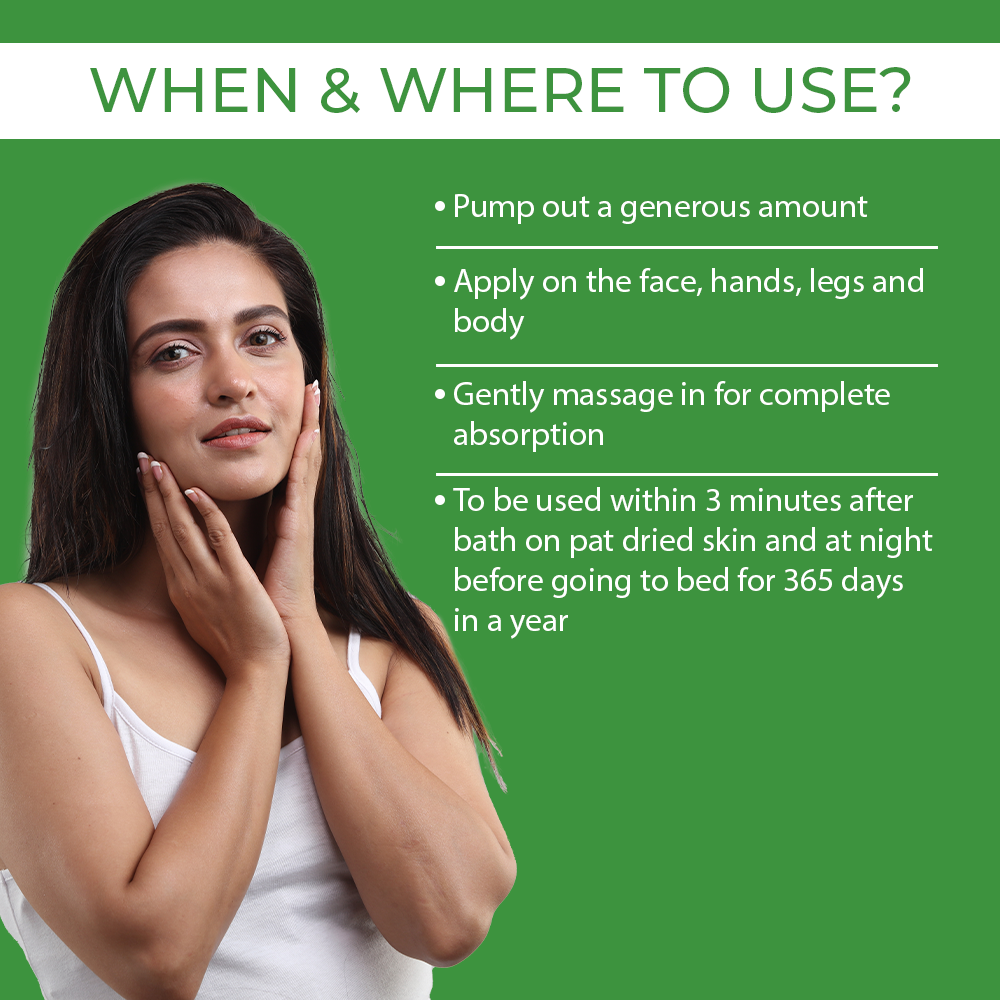 WHEN & WHERE TO USE?
• Pump out a generous amount
• Apply on the face, hands, legs and
body
• Gently massage in for complete
absorption
• To be used within 3 minutes after
bath on pat dried skin and at night
before going to bed for 365 days
in a year